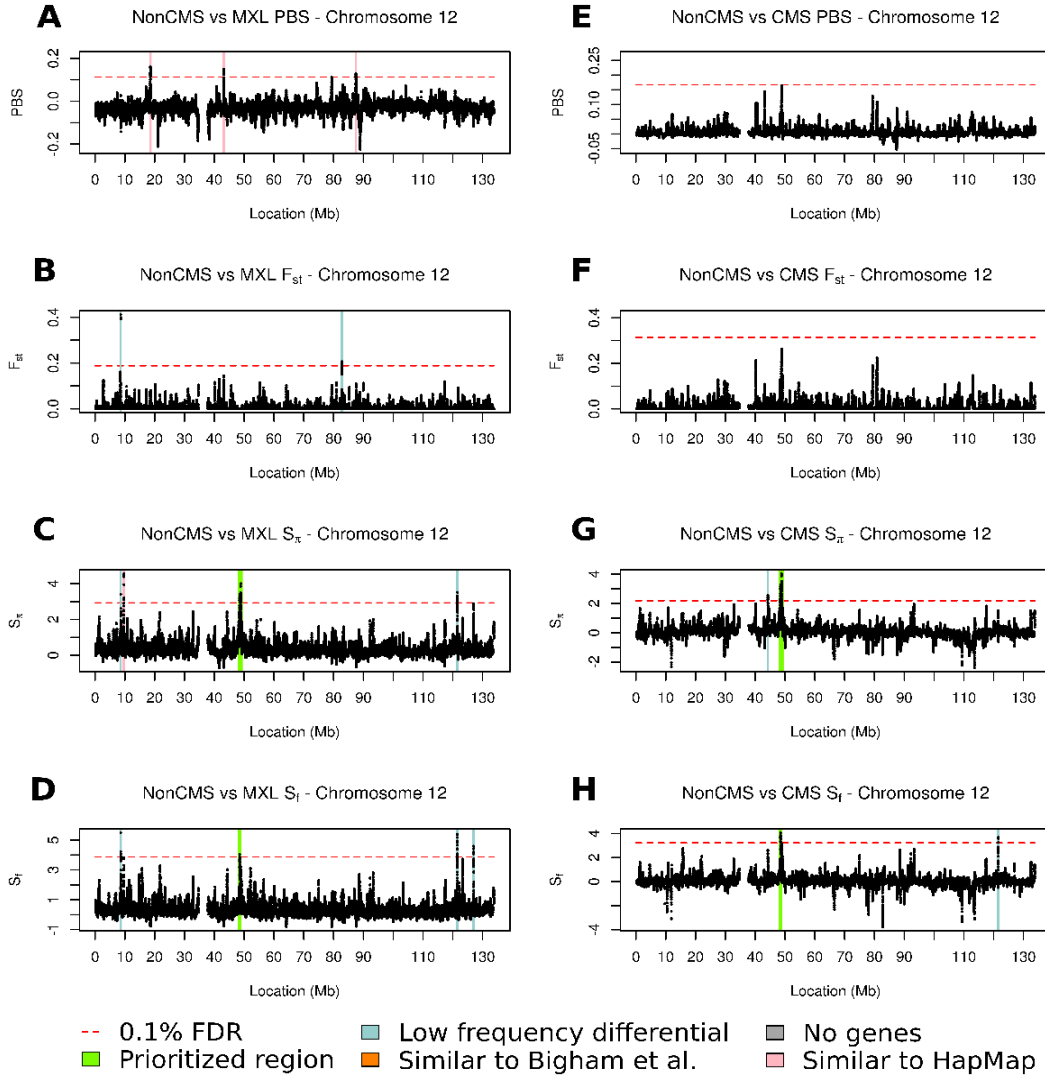 A
NonCMS vs MXL PBS - Chromosome 12
PBS
0.2
0.0
-0.2
0 10 20 30 40 50 60 70 80 90 110 130
Location (Mb)
B
NonCMS vs MXL Fst - Chromosome 12
Fst
0.4
0.2
0.0
0 10 20 30 40 50 60 70 80 90 110 130
Location (Mb)
C
NonCMS vs MXL Sπ - Chromosome 12
Sπ
4
2
0
0 10 20 30 40 50 60 70 80 90 110 130
Location (Mb)
D
NonCMS vs MXL Sf - Chromosome 12
Sf
5
3
1
-1
0 10 20 30 40 50 60 70 80 90 110 130
Location (Mb)
E
NonCMS vs CMS PBS - Chromosome 12
PBS
0.25
0.10
-0.05
0 10 20 30 40 50 60 70 80 90 110 130
Location (Mb)
F
NonCMS vs CMS Fst - Chromosome 12
Fst
0.4
0.2
0.0
0 10 20 30 40 50 60 70 80 90 110 130
Location (Mb)
G
NonCMS vs CMS Sπ - Chromosome 12
Sπ
4
2
0
-2
0 10 20 30 40 50 60 70 80 90 110 130
Location (Mb)
H
NonCMS vs CMS Sf - Chromosome 12
Sf
4
2
0
-4
0 10 20 30 40 50 60 70 80 90 110 130
Location (Mb)
0.1% FDR
Low frequency differential
No genes
Prioritized region
Similar to Bigham et al.
Similar to HapMap